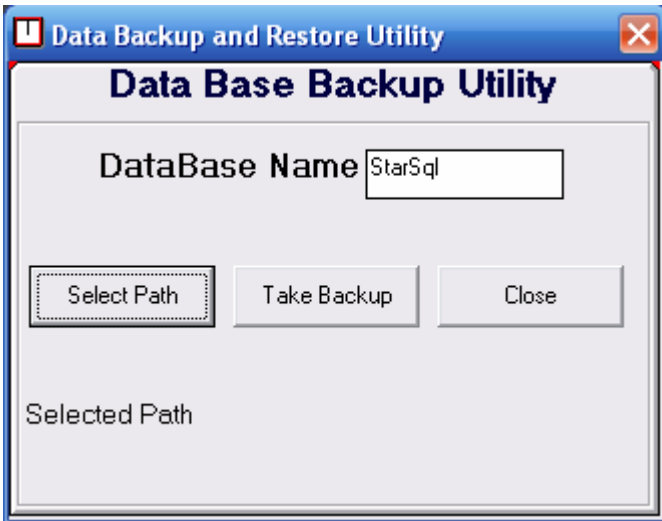 Data Backup and Restore Utility
Data Base Backup Utility
DataBase Name StarSql
Select Path Take Backup Close
Selected Path